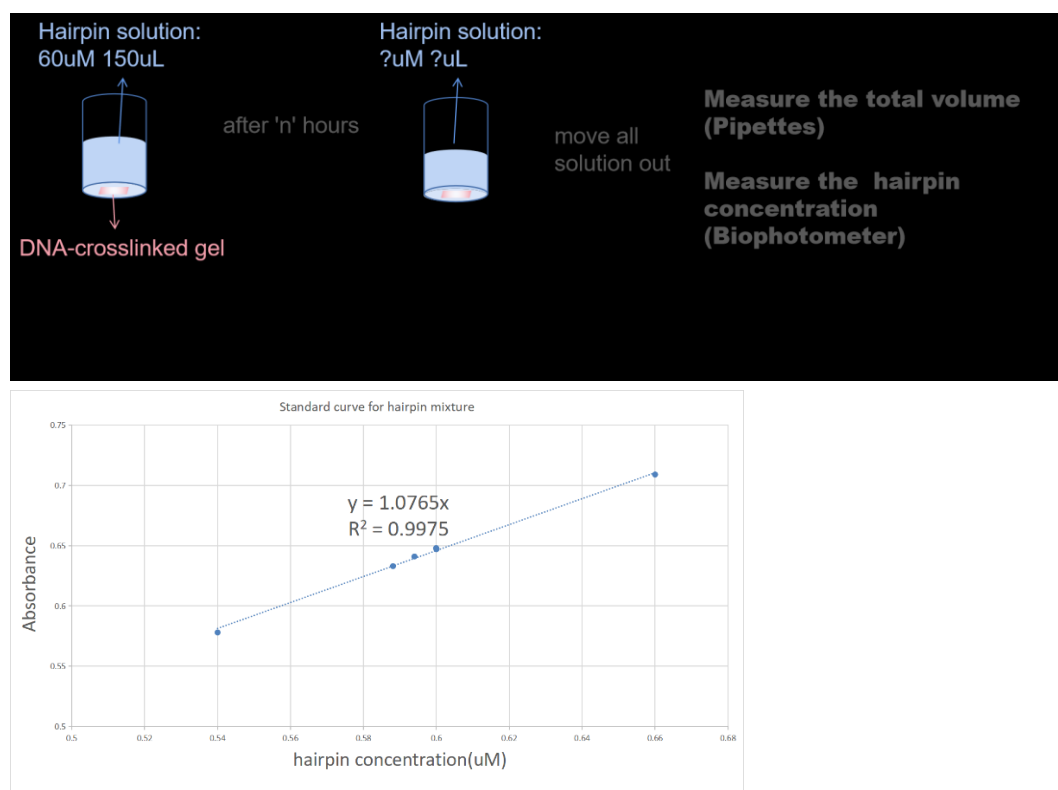 Hairpin solution:
60uM 150uL
Hairpin solution:
?uM ?uL
after 'n' hours
move all
solution out
Measure the total volume
(Pipettes)
Measure the hairpin
concentration
(Biophotometer)
DNA-crosslinked gel
Standard curve for hairpin mixture
0.75
0.7
0.65
0.6
0.55
0.5
y = 1.0765x
R² = 0.9975
Absorbance
0.5 0.52 0.54 0.56 0.58 0.6 0.62 0.64 0.66 0.68
hairpin concentration(uM)